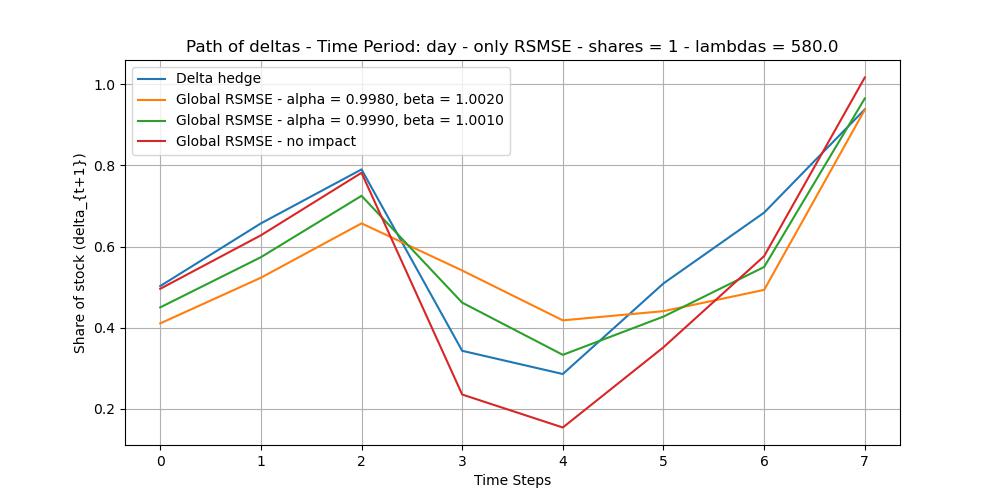 Path of deltas - Time Period: day - only RSMSE - shares = 1 - lambdas = 580.0
Delta hedge
Global RSMSE - alpha = 0.9980, beta = 1.0020
Global RSMSE - alpha = 0.9990, beta = 1.0010
Global RSMSE - no impact
Share of stock (delta_{t+1})
1.0
0.8
0.6
0.4
0.2
0 1 2 3 4 5 6 7
Time Steps